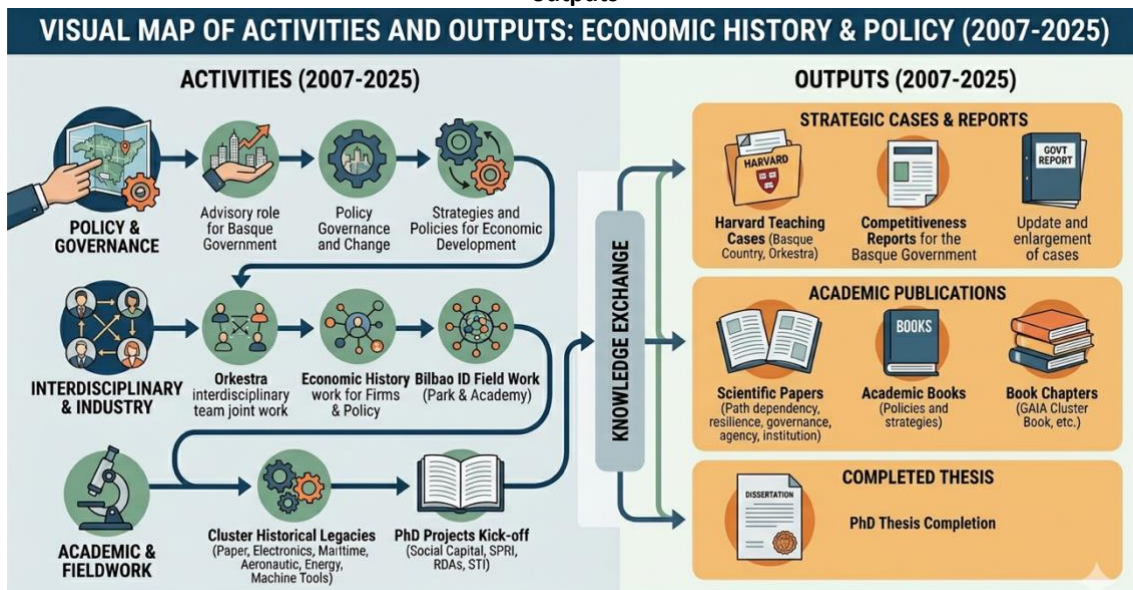 Outputs
VISUAL MAP OF ACTIVITIES AND OUTPUTS: ECONOMIC HISTORY & POLICY (2007-2025)
ACTIVITIES (2007-2025)
POLICY &
GOVERNANCE
Advisory role
for Basque
Government
Policy
Governance
and Change
Strategies and
Policies for Economic
Development
INTERDISCIPLINARY
& INDUSTRY
Orkestra
interdisciplinary
team joint work
Economic History
work for Firms
& Policy
Bilbao ID Field Work
(Park & Academy)
ACADEMIC &
FIELDWORK
Cluster Historical Legacies
(Paper, Electronics, Maritime,
Aeronautic, Energy,
Machine Tools)
PhD Projects Kick-off
(Social Capital, SPRI,
RDAs, STI)
KNOWLEDGE EXCHANGE
OUTPUTS (2007-2025)
STRATEGIC CASES & REPORTS
HARVARD
Harvard Teaching
Cases (Basque
Country, Orkestra)
Competitiveness
Reports for the
Basque Government
GOVT
REPORT
Update and
enlargement
of cases
ACADEMIC PUBLICATIONS
Scientific Papers
(Path dependency,
resilience, governance,
agency, institution)
BOOKS
Academic Books
(Policies and
strategies)
Book Chapters
(GAIA Cluster
Book, etc.)
COMPLETED THESIS
DISSERTATION
PhD Thesis Completion